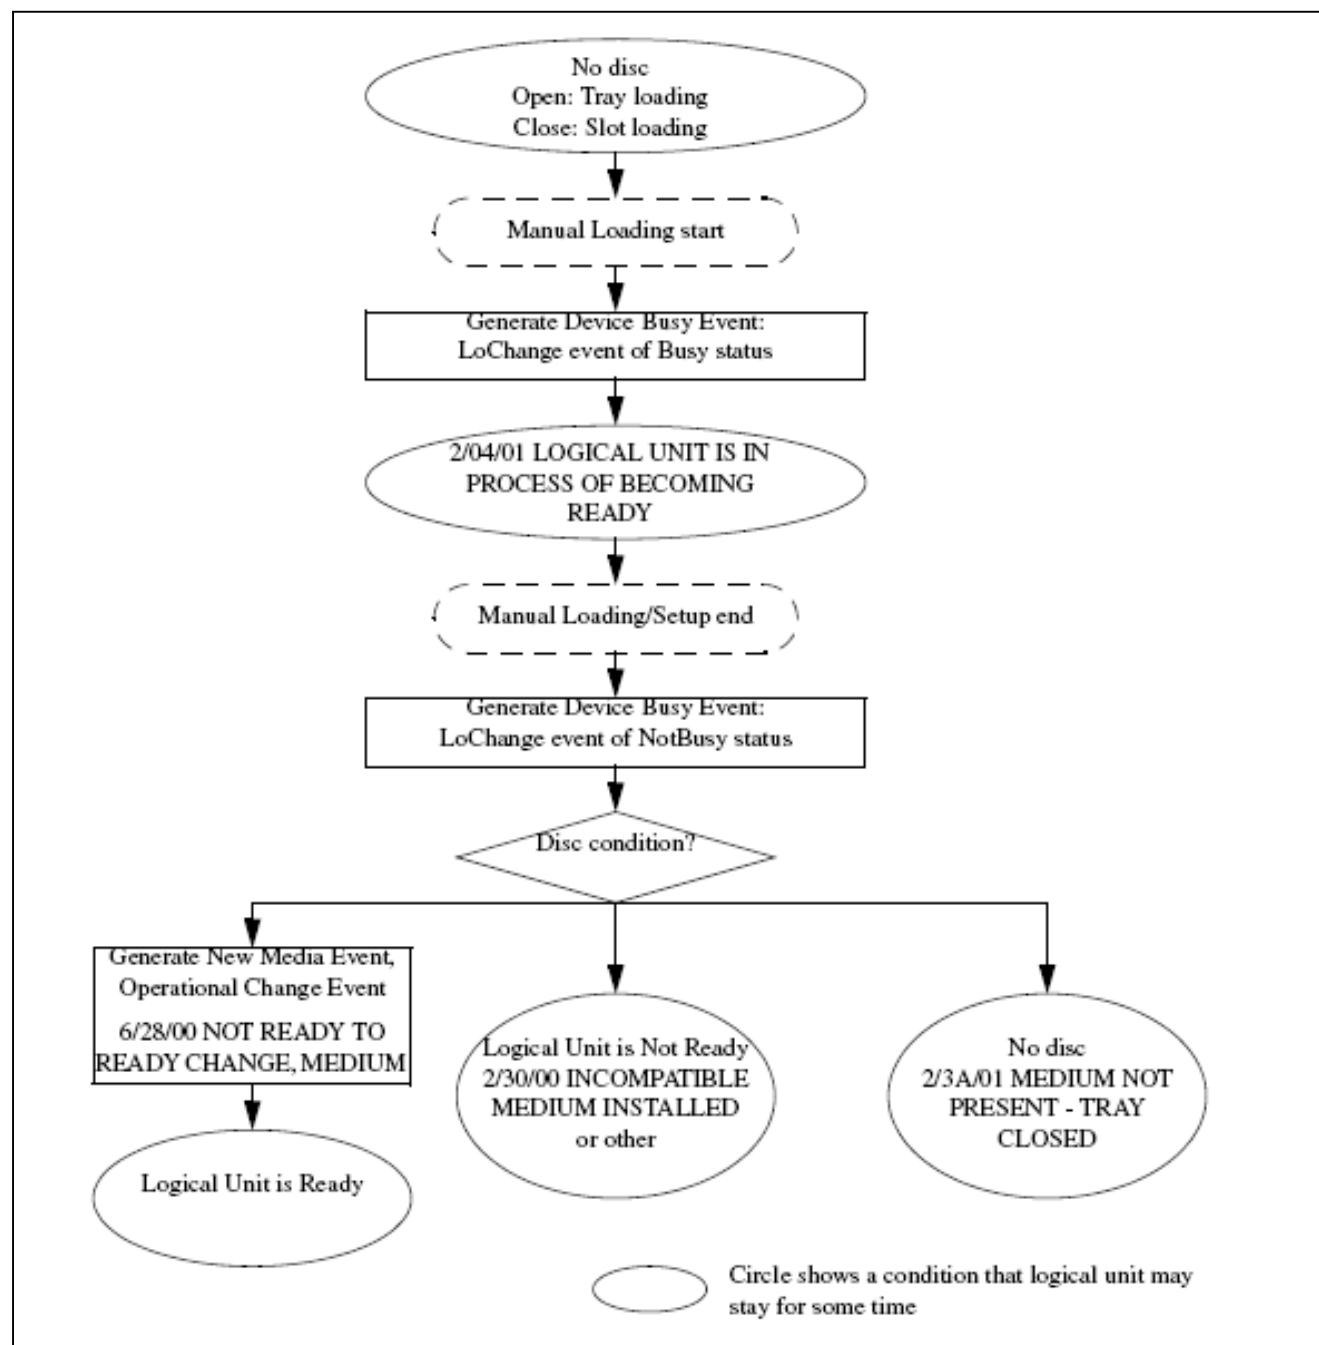 No disc
Open: Tray loading
Close: Slot loading
Manual Loading start
Generate Device Busy Event:
LoChange event of Busy status
2/04/01 LOGICAL UNIT IS IN
PROCESS OF BECOMING
READY
Manual Loading/Setup end
Generate Device Busy Event:
LoChange event of NotBusy status
Disc condition?
Generate New Media Event,
Operational Change Event
6/28/00 NOT READY TO
READY CHANGE, MEDIUM
Logical Unit is Ready
Logical Unit is Not Ready
2/30/00 INCOMPATIBLE
MEDIUM INSTALLED
or other
No disc
2/3A/01 MEDIUM NOT
PRESENT - TRAY
CLOSED
Circle shows a condition that logical unit may
stay for some time